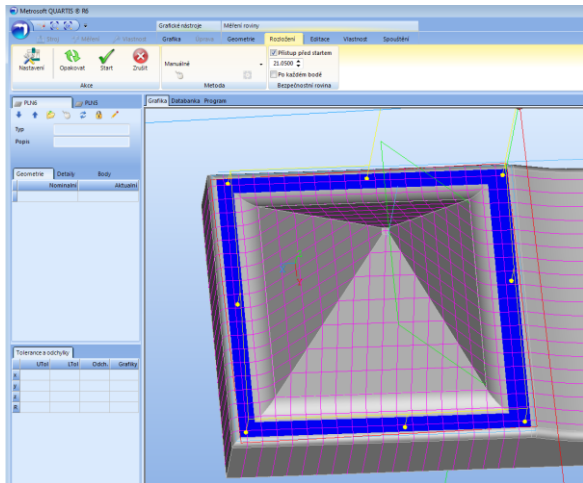 Metrosoft QUARTIS ® R6
Grafické nástroje Měření roviny
Grafika Geometrie Rozložení Editace Vlastnost Spouštění
Nastavení Opakovat Start Zrušit
Akce
Manuálně
Metoda
Přístup před startem
21.0500
Po každém bodě
Bezpečnostní rovina
PLN6 PLN5
Grafika Databanka Program
Typ
Popis
Geometrie Detaily Body
Nominální Aktuální
Tolerance a odchylky
UTol LTol Odch. Grafiky